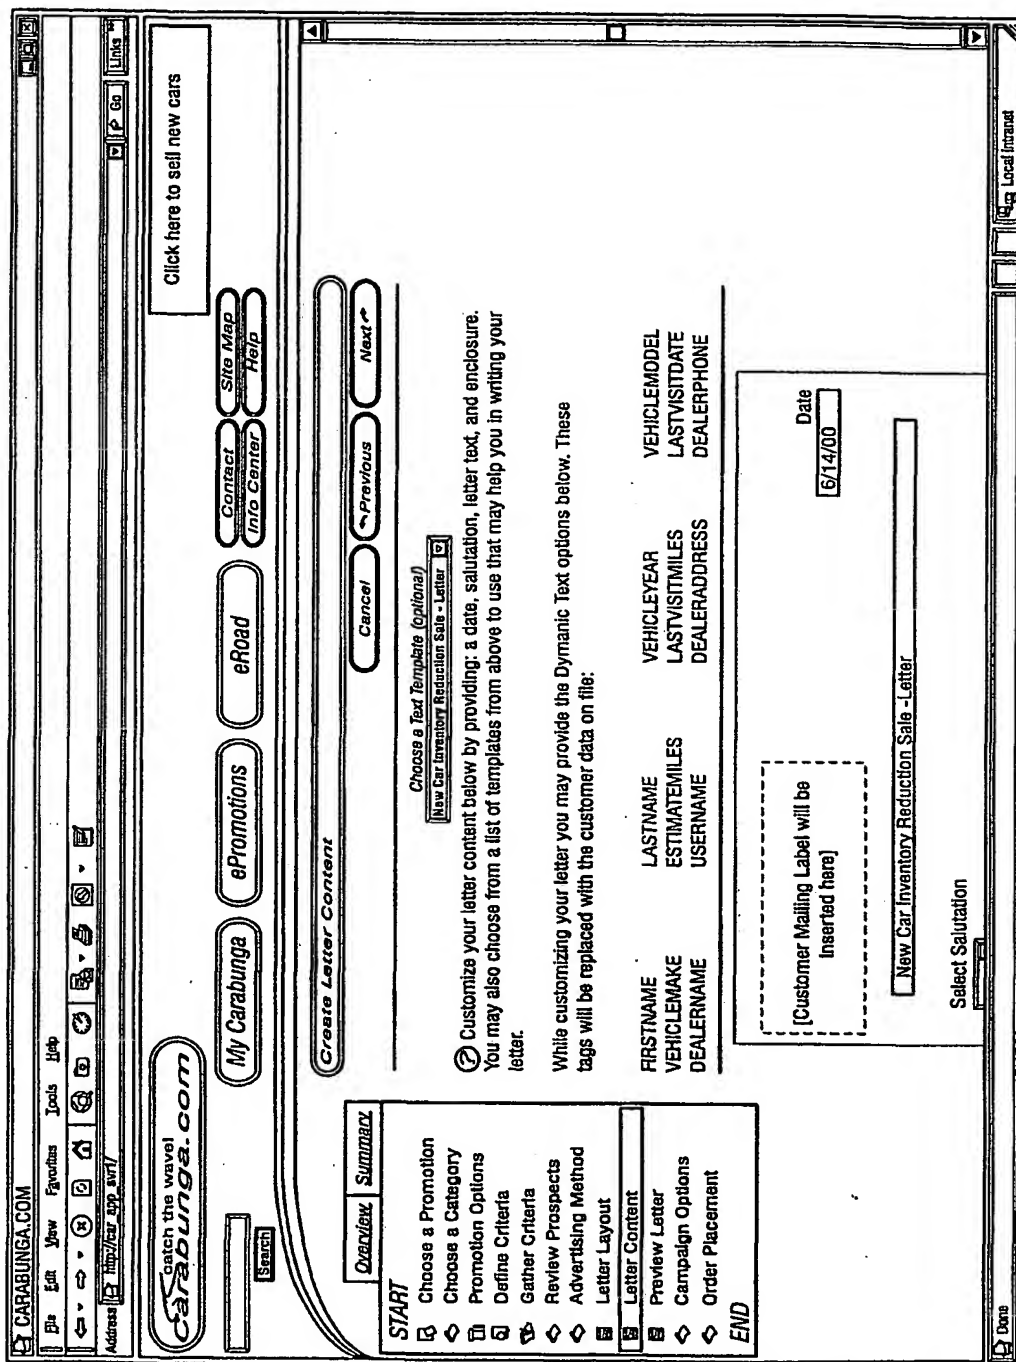 CARABUNGA.COM
File Edit View Favorites Tools Help
Address http://car_app_svr1/
Go Links
catch the wave!
Carabunga.com
Search
My Carabunga
ePromotions
eRoad
Contact
Site Map
Info Center
Help
Click here to sell new cars
Overview Summary
START
Choose a Promotion
Choose a Category
Promotion Options
Define Criteria
Gather Criteria
Review Prospects
Advertising Method
Letter Layout
Letter Content
Preview Letter
Campaign Options
Order Placement
END
Create Letter Content
Cancel Previous Next
Choose a Text Template (optional)
New Car Inventory Reduction Sale - Letter
? Customize your letter content below by providing: a date, salutation, letter text, and enclosure.
You may also choose from a list of templates from above to use that may help you in writing your
letter.
While customizing your letter you may provide the Dymanic Text options below. These
tags will be replaced with the customer data on file:
FIRSTNAME LASTNAME VEHICLEYEAR VEHICLEMODEL
VEHICLEMAKE ESTIMATEMILES LASTVISITMILES LASTVISITDATE
DEALERNAME USERNAME DEALERADDRESS DEALERPHONE
[Customer Mailing Label will be
Inserted here]
Date
6/14/00
New Car Inventory Reduction Sale -Letter
Select Salutation
Done
Local intranet